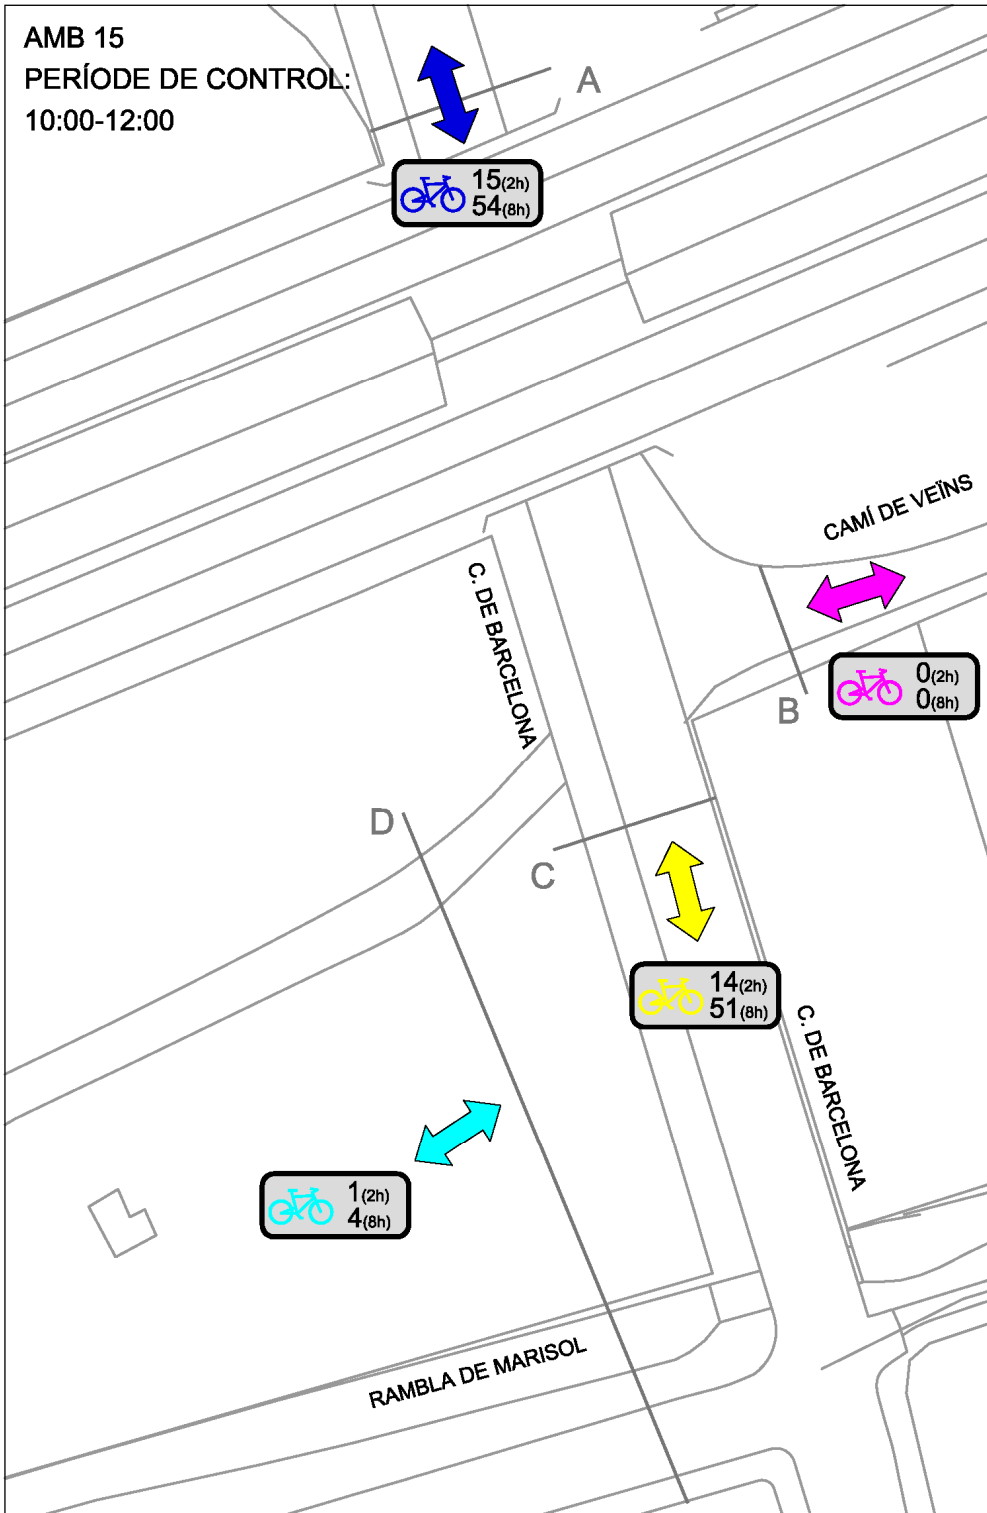 AMB 15
PERÍODE DE CONTROL:
10:00-12:00
A
15(2h)
54(8h)
CAMÍ DE VEÏNS
C. DE BARCELONA
0(2h)
0(8h)
B
D
C
14(2h)
51(8h)
C. DE BARCELONA
1(2h)
4(8h)
RAMBLA DE MARISOL